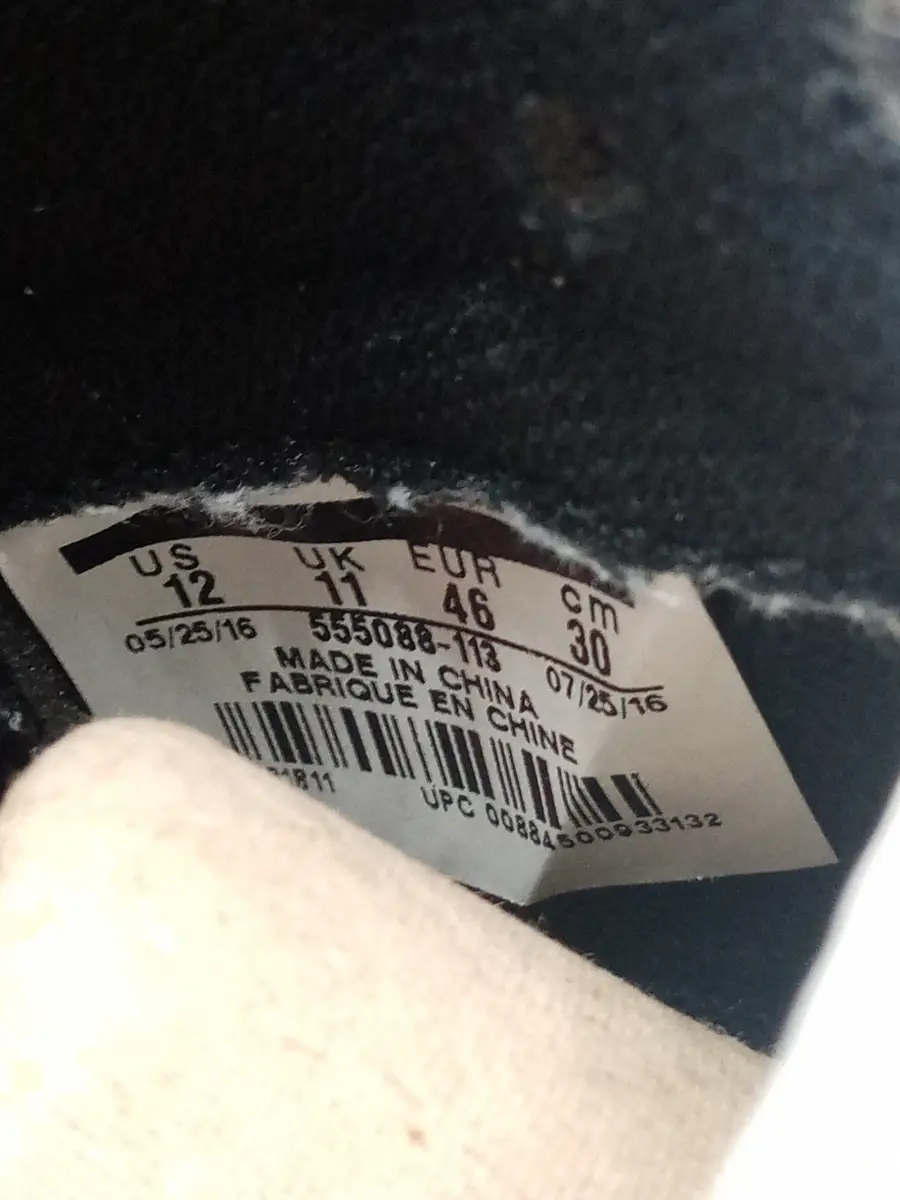 US UK EUR cm
12 11 46 30
05/25/16 555088-113 07/25/16
MADE IN CHINA
FABRIQUE EN CHINE
UPC 00884500933132